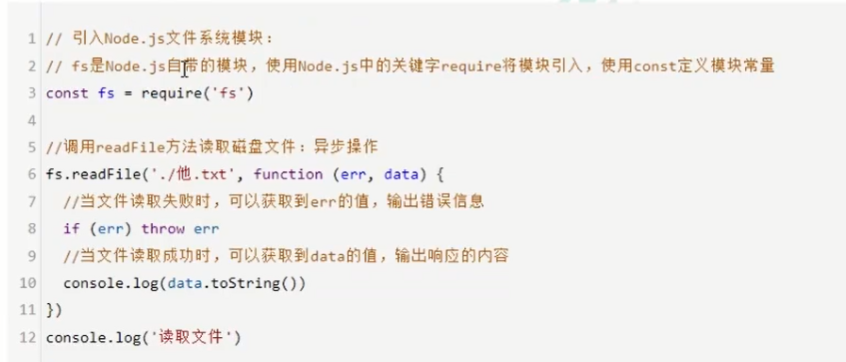 1 // 引入Node.js文件系统模块：
2 // fs是Node.js自带的模块，使用Node.js中的关键字require将模块引入，使用const定义模块常量
3 const fs = require('fs')
4
5 //调用readFile方法读取磁盘文件：异步操作
6 fs.readFile('./他.txt', function (err, data) {
7 //当文件读取失败时，可以获取到err的值，输出错误信息
8 if (err) throw err
9 //当文件读取成功时，可以获取到data的值，输出响应的内容
10 console.log(data.toString())
11 })
12 console.log('读取文件')